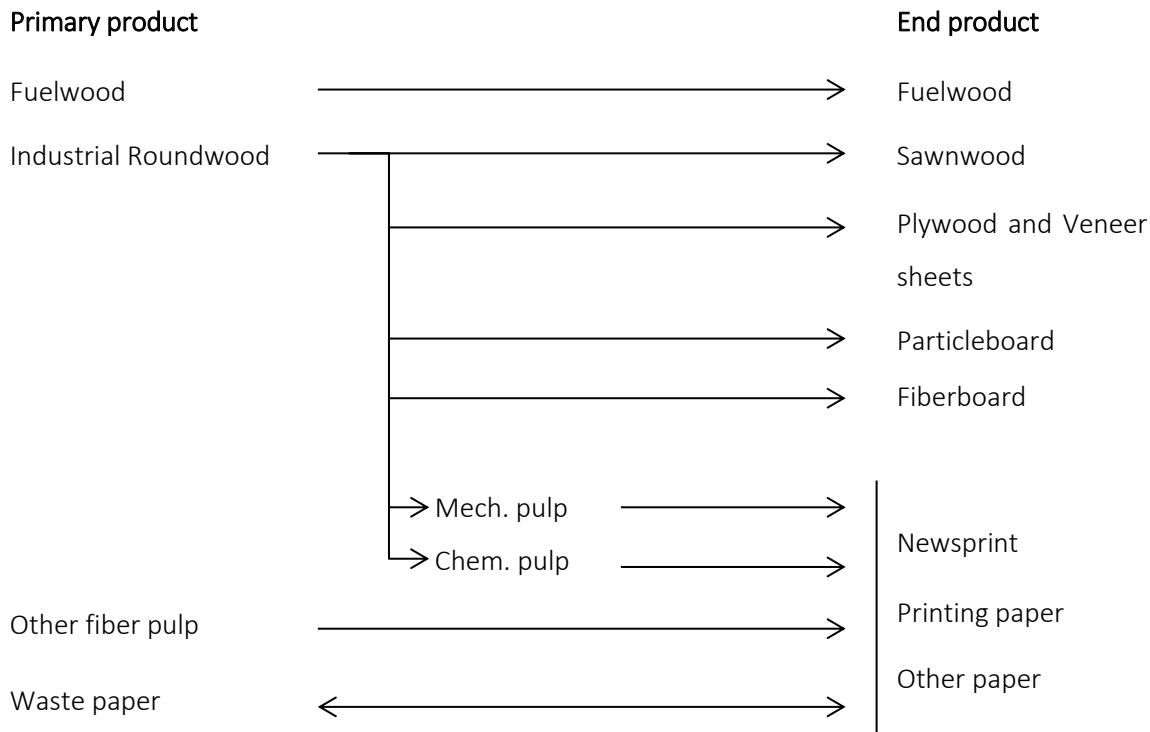 Primary product
End product
Fuelwood
Fuelwood
Industrial Roundwood
Sawnwood
Plywood and Veneer
sheets
Particleboard
Fiberboard
Mech. pulp
Chem. pulp
Newsprint
Other fiber pulp
Printing paper
Other paper
Waste paper